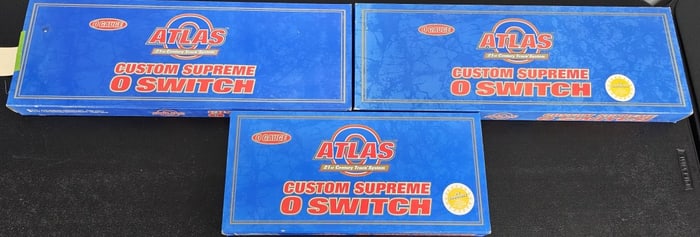 O GAUGE
ATLAS
21st Century Track System
CUSTOM SUPREME
O SWITCH
O GAUGE
ATLAS
21st Century Track System
CUSTOM SUPREME
O SWITCH
O GAUGE
ATLAS
21st Century Track System
CUSTOM SUPREME
O SWITCH